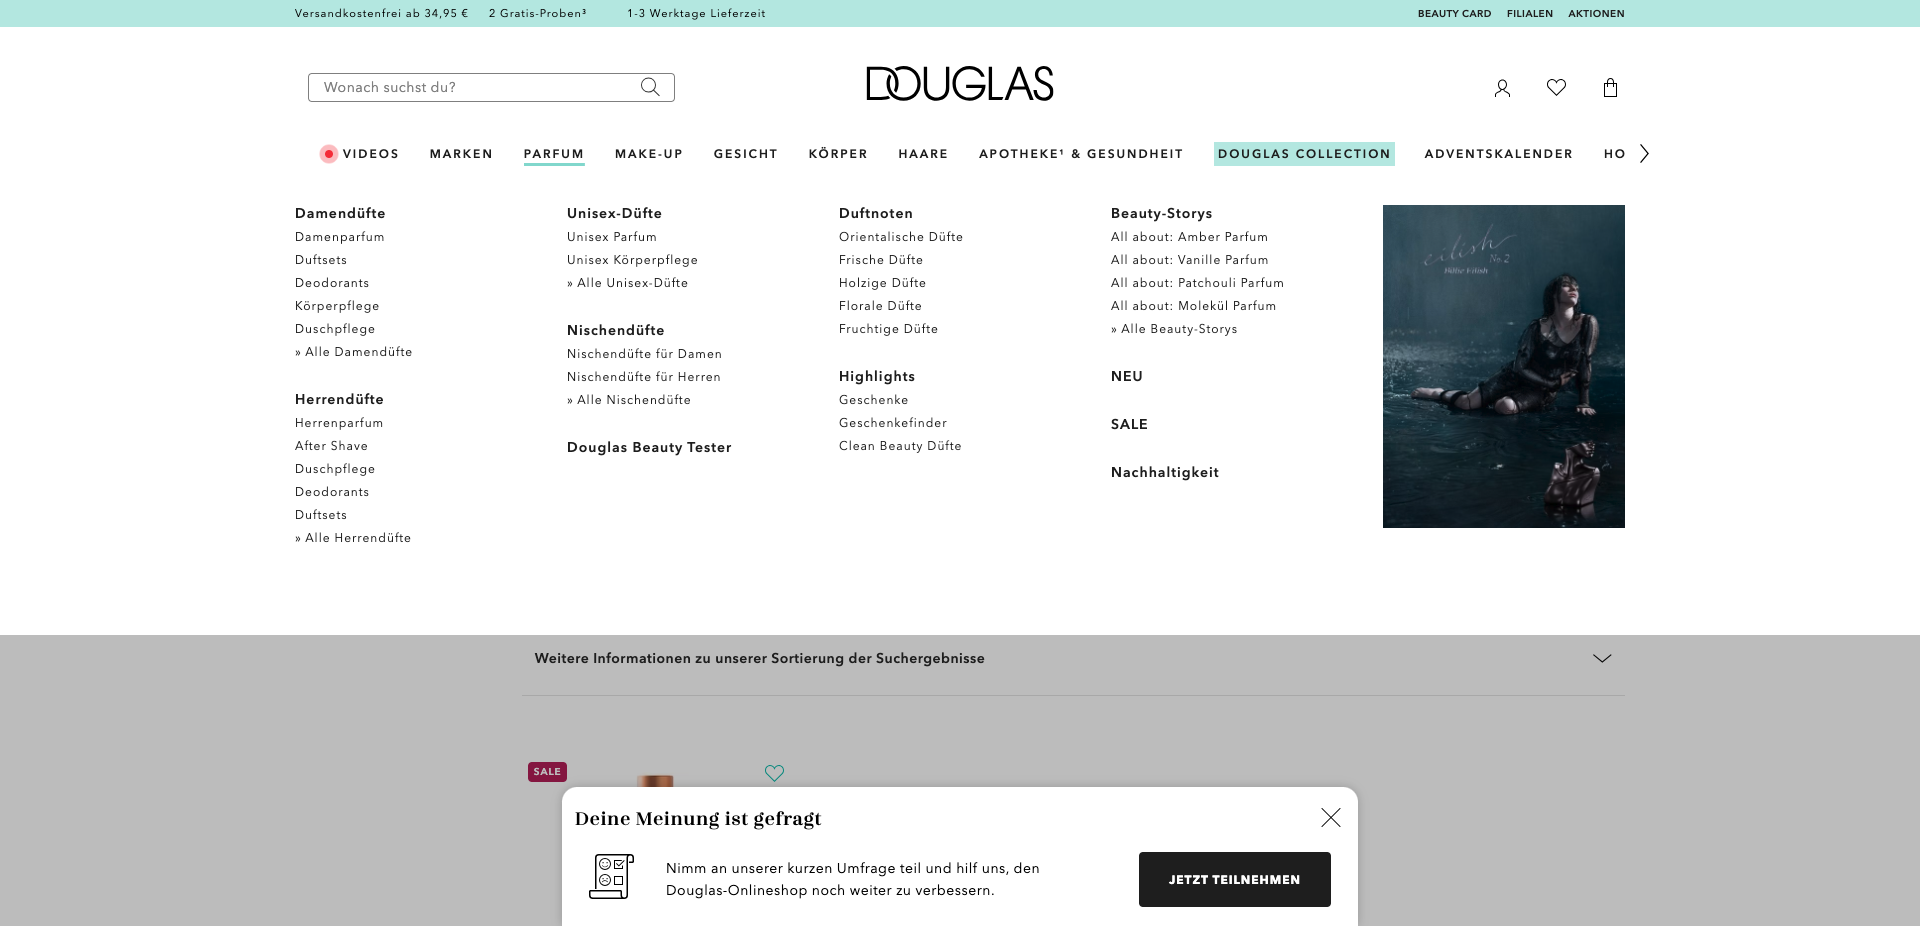 Versandkostenfrei ab 34,95 € 2 Gratis-Proben³ 1-3 Werktage Lieferzeit
BEAUTY CARD FILIALEN AKTIONEN
Wonach suchst du?
DOUGLAS
VIDEOS MARKEN PARFUM MAKE-UP GESICHT KÖRPER HAARE APOTHEKE¹ & GESUNDHEIT DOUGLAS COLLECTION ADVENTSKALENDER HO
Damendüfte
Damenparfum
Duftsets
Deodorants
Körperpflege
Duschpflege
» Alle Damendüfte
Herrendüfte
Herrenparfum
After Shave
Duschpflege
Deodorants
Duftsets
» Alle Herrendüfte
Unisex-Düfte
Unisex Parfum
Unisex Körperpflege
» Alle Unisex-Düfte
Nischendüfte
Nischendüfte für Damen
Nischendüfte für Herren
» Alle Nischendüfte
Douglas Beauty Tester
Duftnoten
Orientalische Düfte
Frische Düfte
Holzige Düfte
Florale Düfte
Fruchtige Düfte
Highlights
Geschenke
Geschenkefinder
Clean Beauty Düfte
Beauty-Storys
All about: Amber Parfum
All about: Vanille Parfum
All about: Patchouli Parfum
All about: Molekül Parfum
» Alle Beauty-Storys
NEU
SALE
Nachhaltigkeit
eilish
No. 2
Billie Eilish
Weitere Informationen zu unserer Sortierung der Suchergebnisse
SALE
Deine Meinung ist gefragt
Nimm an unserer kurzen Umfrage teil und hilf uns, den
Douglas-Onlineshop noch weiter zu verbessern.
JETZT TEILNEHMEN